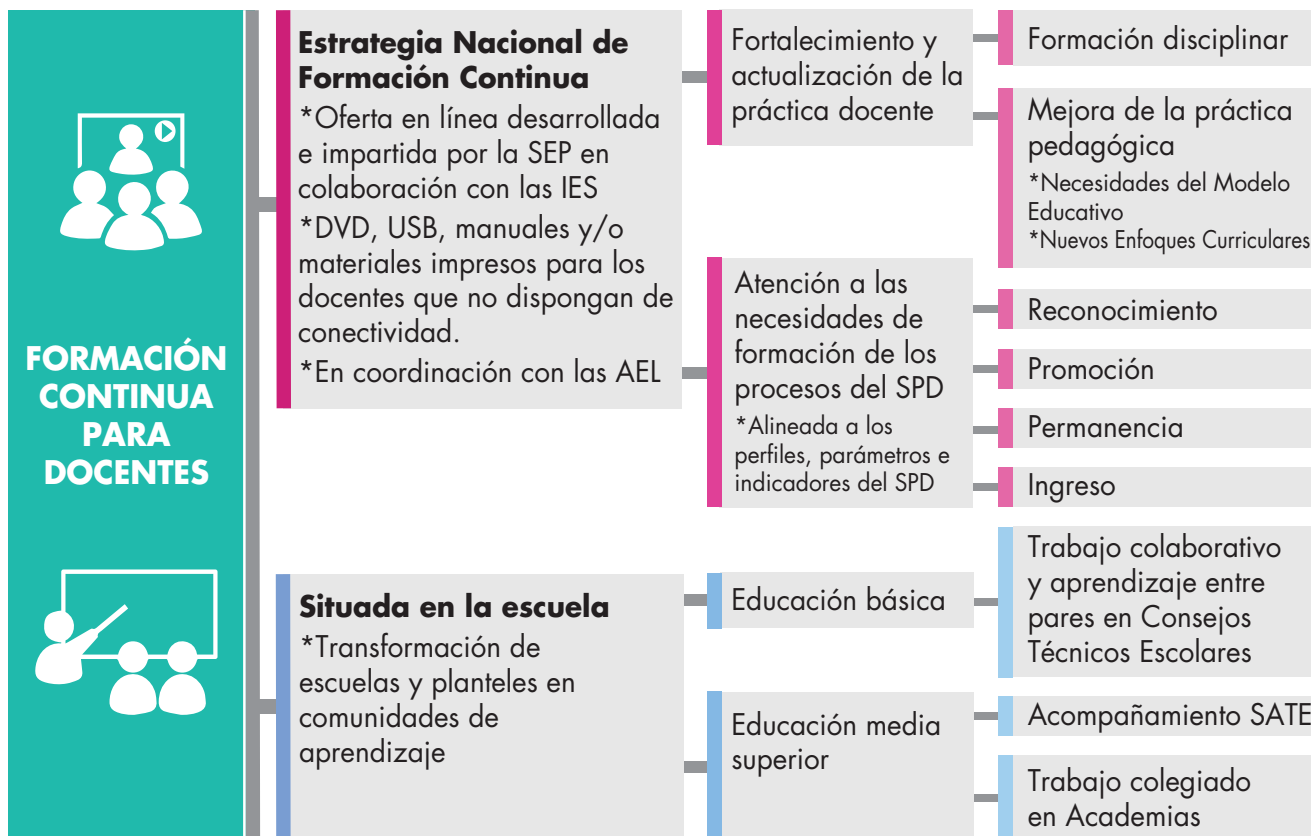 FORMACIÓN
CONTINUA
PARA
DOCENTES
Estrategia Nacional de
Formación Continua
*Oferta en línea desarrollada
e impartida por la SEP en
colaboración con las IES
*DVD, USB, manuales y/o
materiales impresos para los
docentes que no dispongan de
conectividad.
*En coordinación con las AEL
Fortalecimiento y
actualización de la
práctica docente
Formación disciplinar
Mejora de la práctica
pedagógica
*Necesidades del Modelo
Educativo
*Nuevos Enfoques Curriculares
Atención a las
necesidades de
formación de los
procesos del SPD
*Alineada a los
perfiles, parámetros e
indicadores del SPD
Reconocimiento
Promoción
Permanencia
Ingreso
Situada en la escuela
*Transformación de
escuelas y planteles en
comunidades de
aprendizaje
Educación básica
Trabajo colaborativo
y aprendizaje entre
pares en Consejos
Técnicos Escolares
Educación media
superior
Acompañamiento SATE
Trabajo colegiado
en Academias